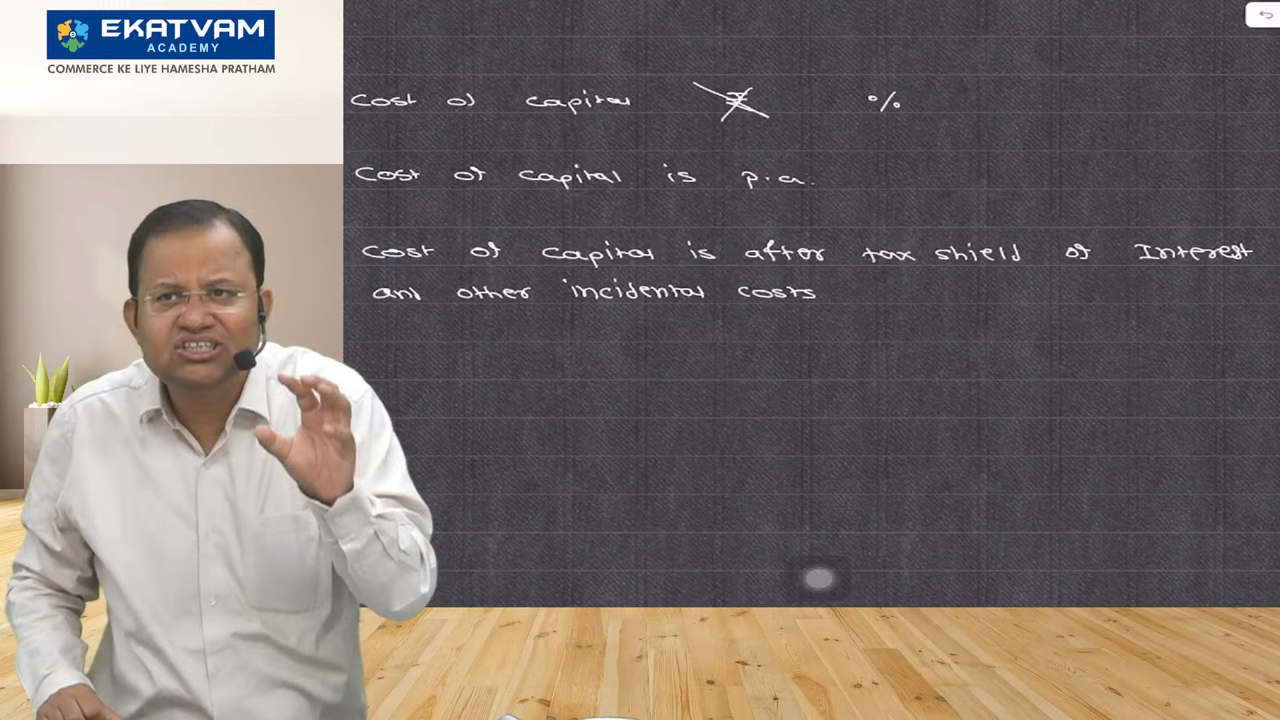 EKATVAM
ACADEMY
COMMERCE KE LIYE HAMESHA PRATHAM
Cost of capital ₹ %
Cost of capital is p.a.
Cost of capital is after tax shield of Interest
and other incidental costs